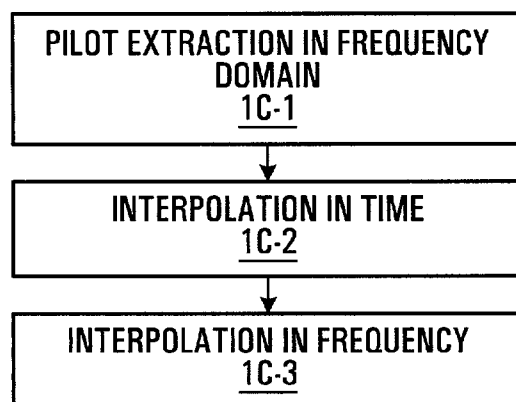 PILOT EXTRACTION IN FREQUENCY
DOMAIN
1C-1
INTERPOLATION IN TIME
1C-2
INTERPOLATION IN FREQUENCY
1C-3